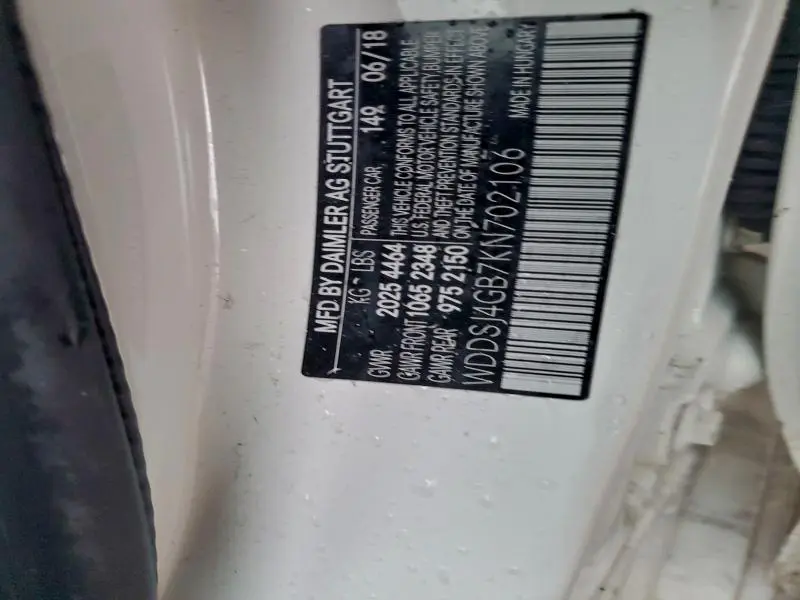 MFD BY DAIMLER AG STUTTGART
KG LBS PASSENGER CAR 149 06/18
GVWR 2025 4464 THIS VEHICLE CONFORMS TO ALL APPLICABLE
GAWR FRONT 1065 2348 U.S. FEDERAL MOTOR VEHICLE SAFETY, BUMPER
GAWR REAR 975 2150 AND THEFT PREVENTION STANDARDS IN EFFECT
ON THE DATE OF MANUFACTURE SHOWN ABOVE
WDDSJ4GB7KN702106 MADE IN HUNGARY